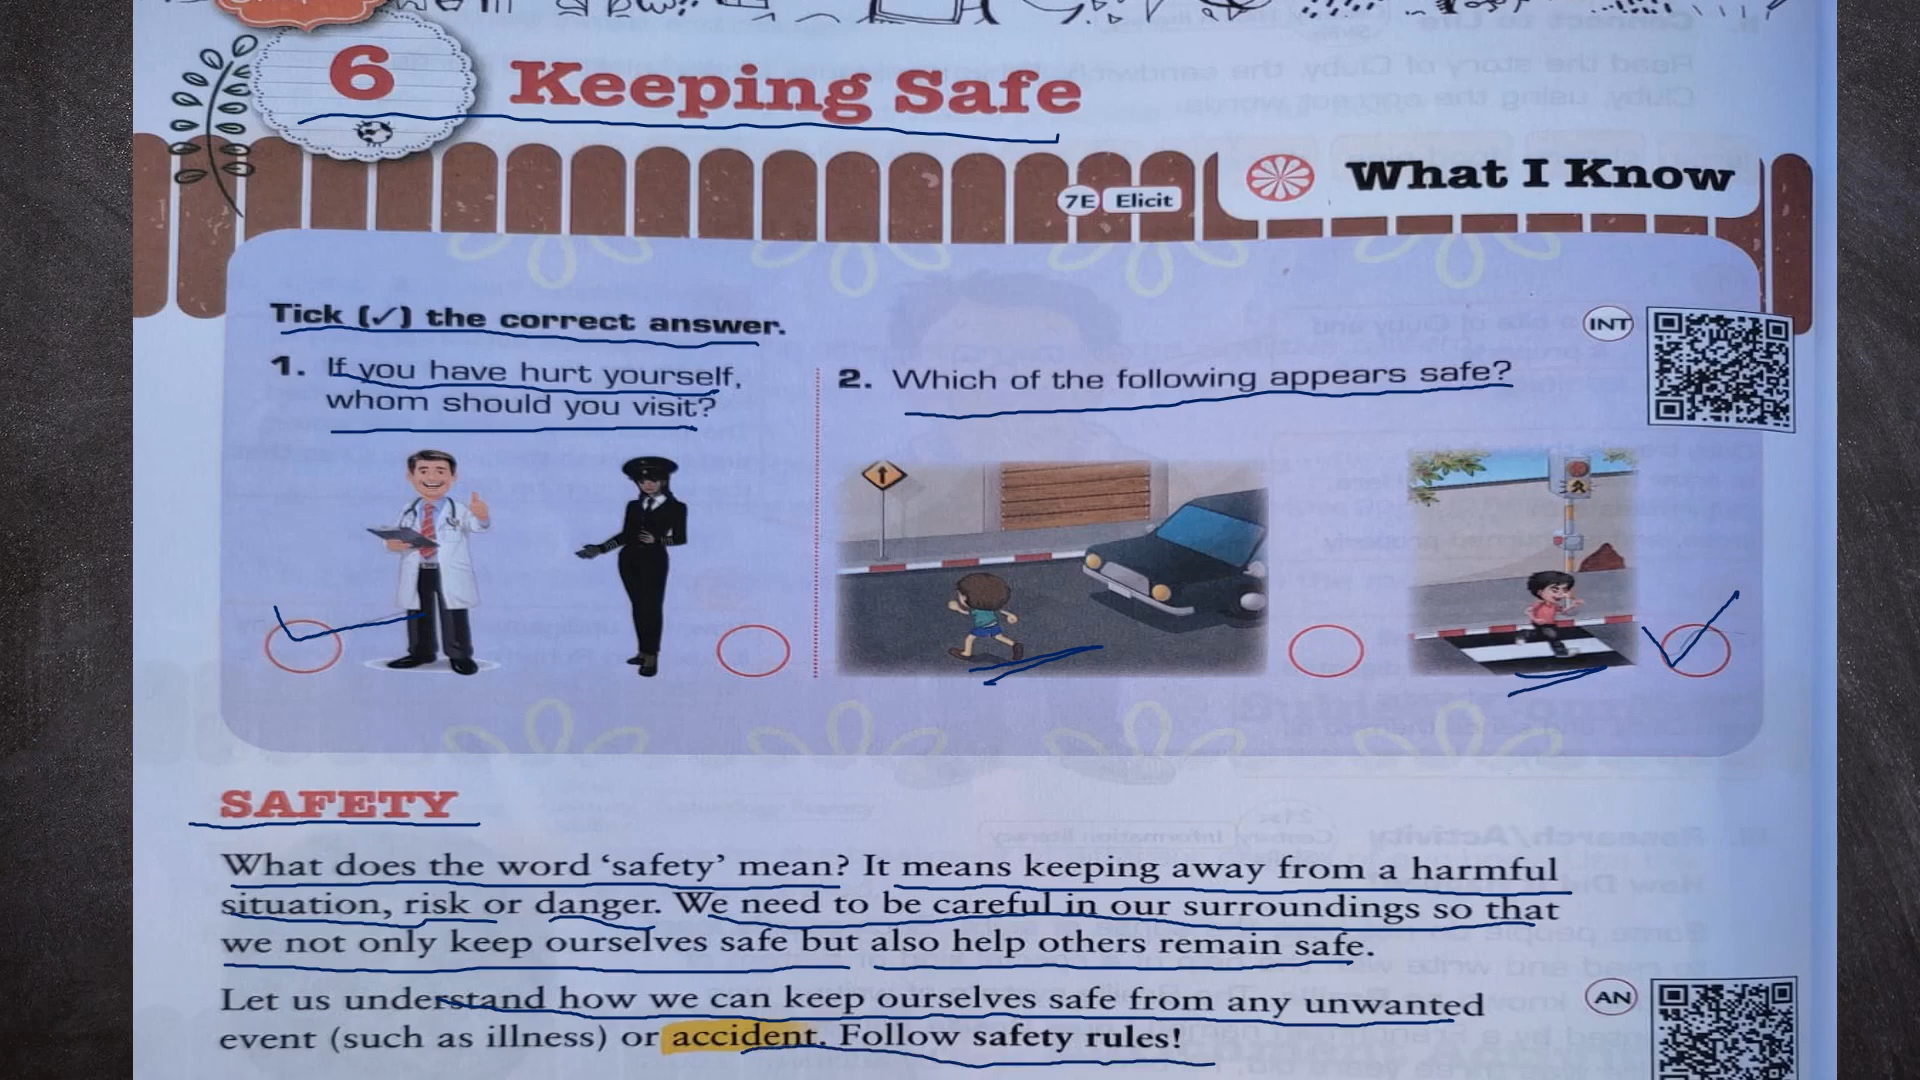 6 Keeping Safe
What I Know
7E Elicit
Tick (✓) the correct answer.
INT
1. If you have hurt yourself,
whom should you visit?
2. Which of the following appears safe?
SAFETY
What does the word ‘safety’ mean? It means keeping away from a harmful
situation, risk or danger. We need to be careful in our surroundings so that
we not only keep ourselves safe but also help others remain safe.
Let us understand how we can keep ourselves safe from any unwanted
event (such as illness) or accident. Follow safety rules!
AN